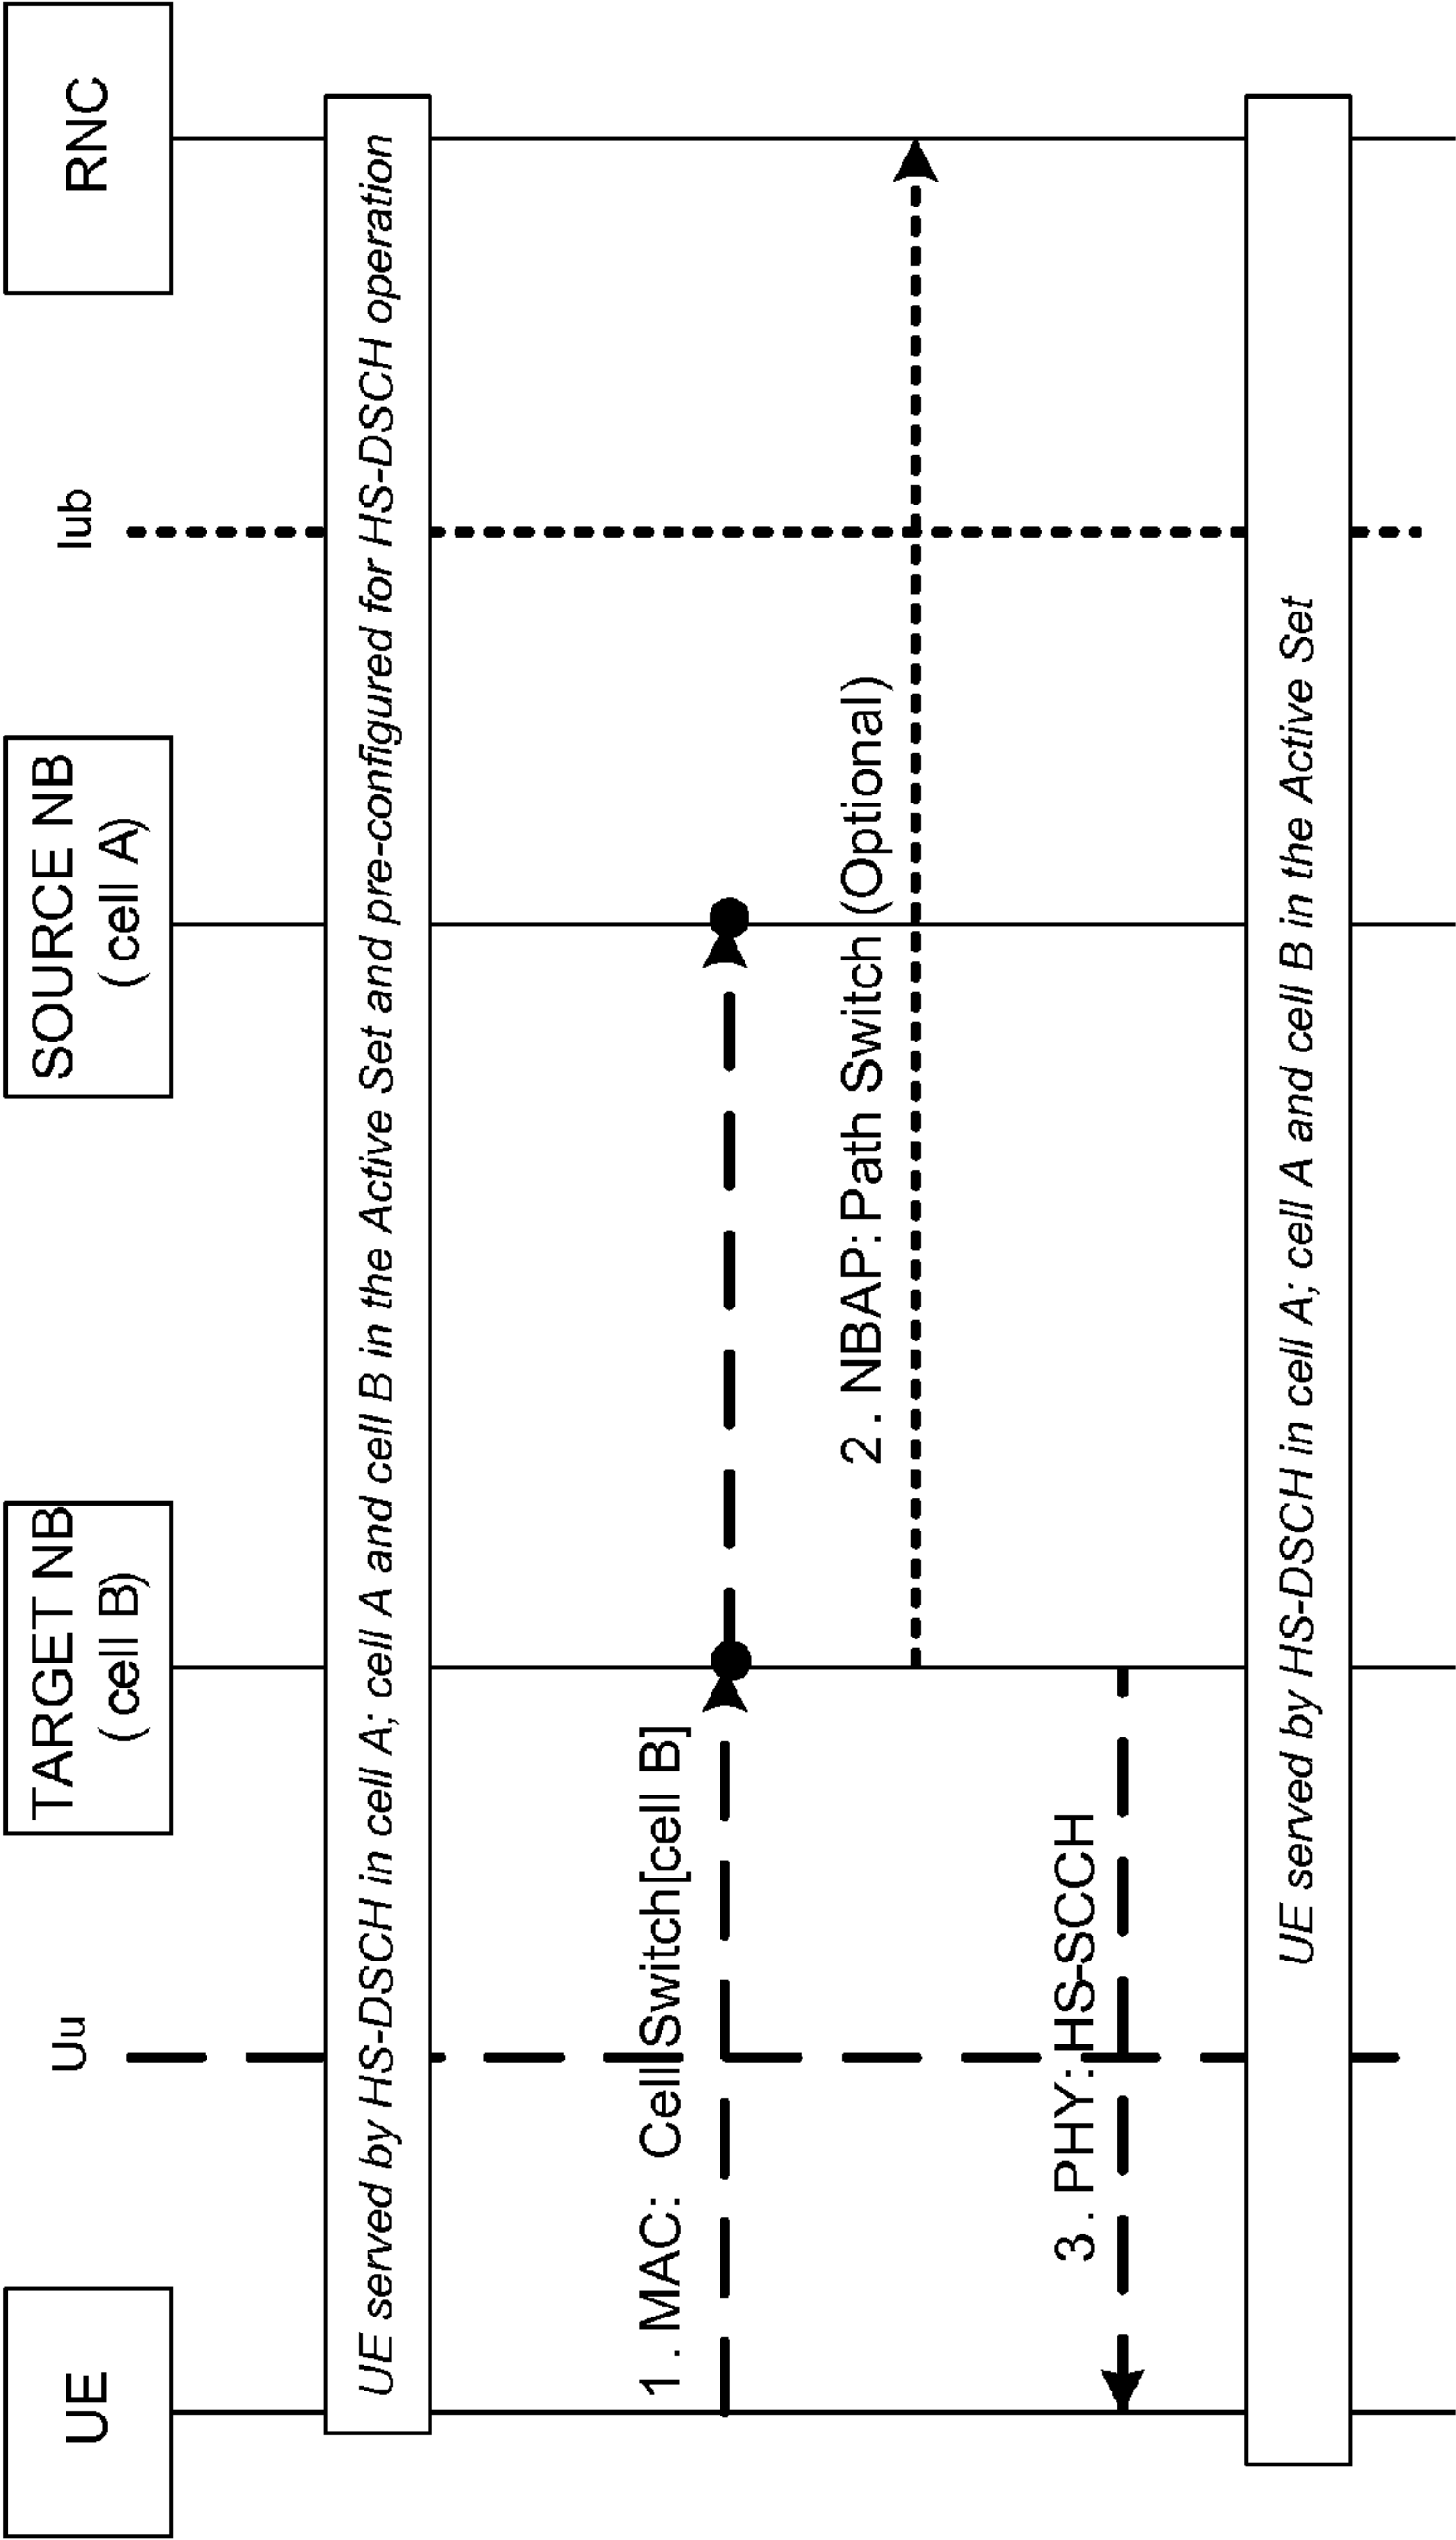 UE
Uu
TARGET NB
( cell B)
SOURCE NB
( cell A)
Iub
RNC
UE served by HS-DSCH in cell A; cell A and cell B in the Active Set and pre-configured for HS-DSCH operation
1 . MAC: CellSwitch[cell B]
2 . NBAP: Path Switch (Optional)
3 . PHY: HS-SCCH
UE served by HS-DSCH in cell A; cell A and cell B in the Active Set